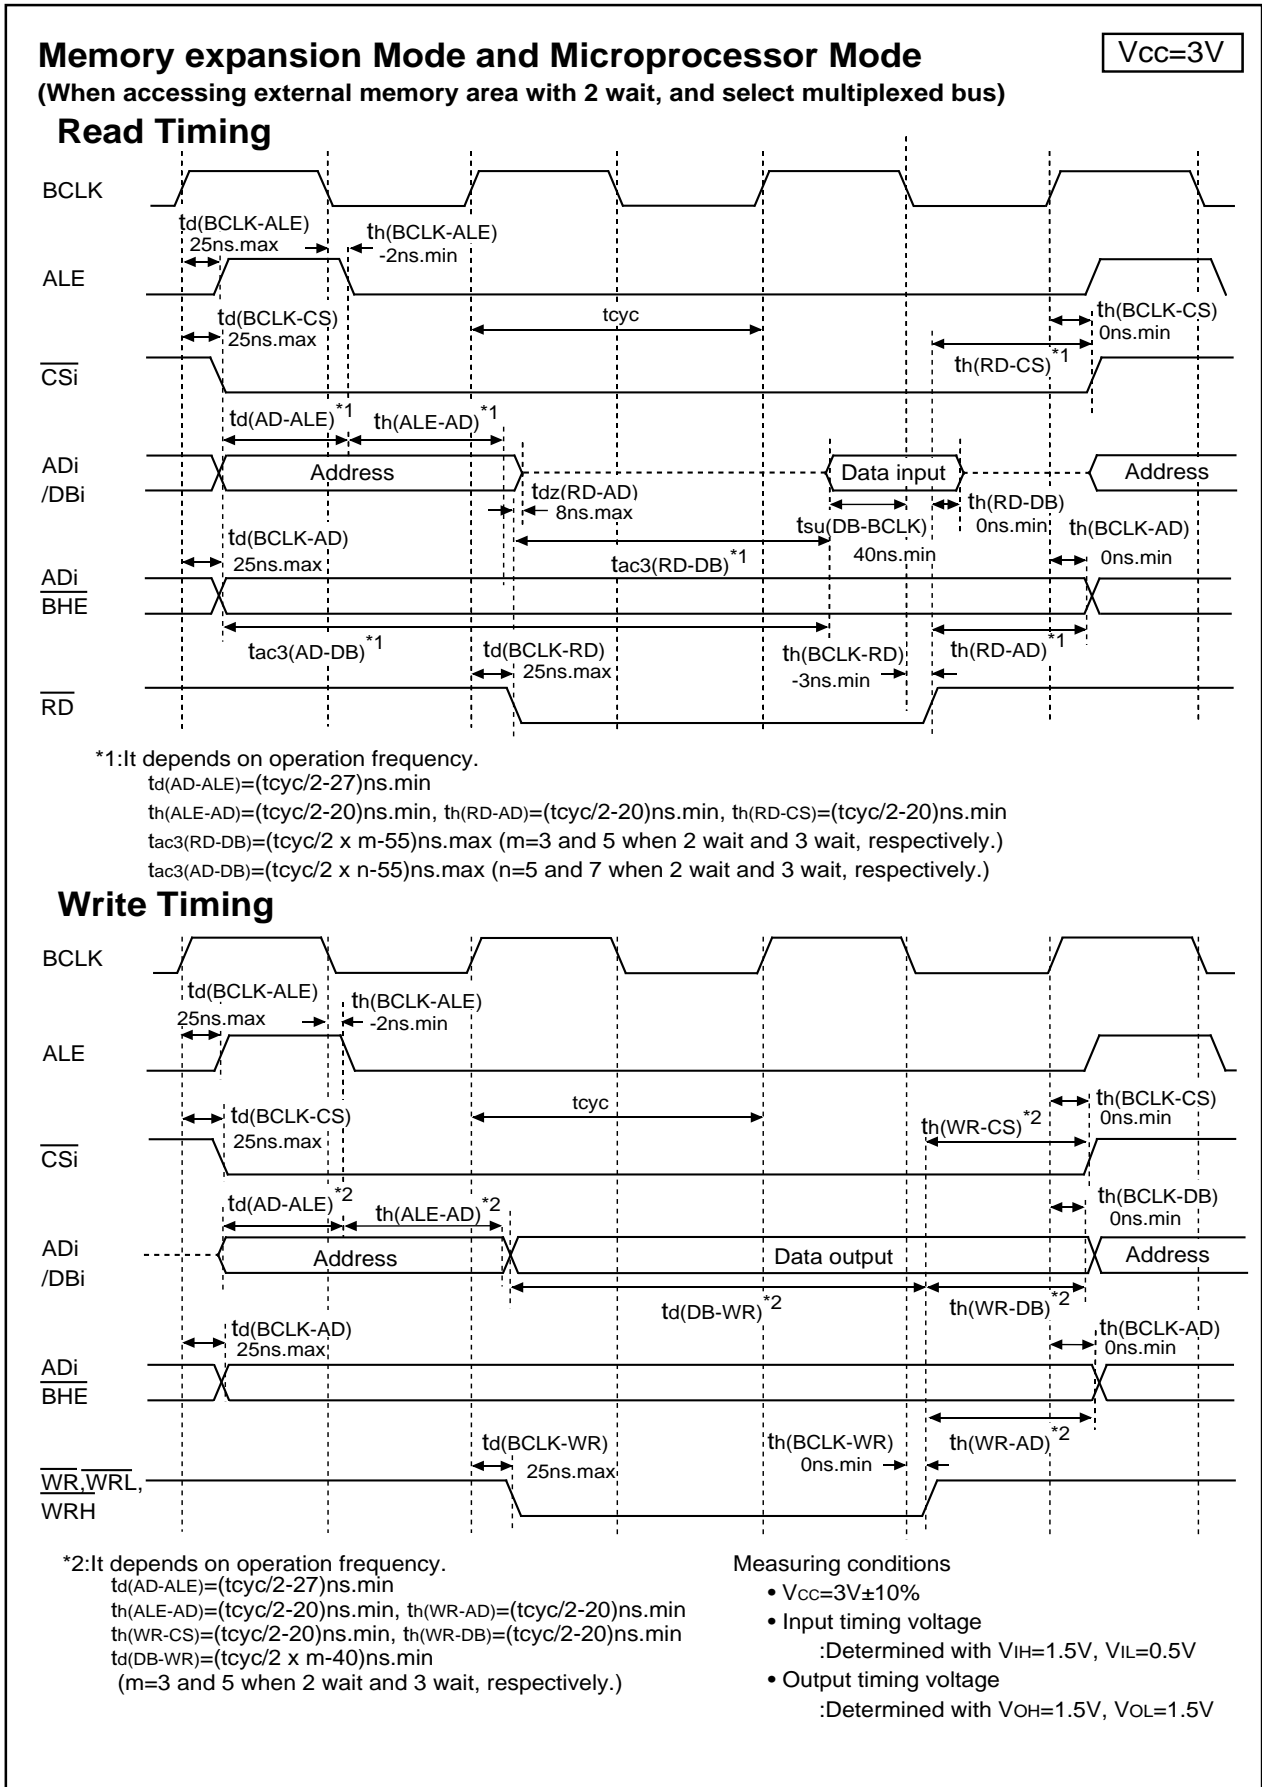 Memory expansion Mode and Microprocessor Mode
Vcc=3V
(When accessing external memory area with 2 wait, and select multiplexed bus)
Read Timing
BCLK
td(BCLK-ALE)
25ns.max
th(BCLK-ALE)
-2ns.min
ALE
td(BCLK-CS)
25ns.max
tcyc
th(BCLK-CS)
0ns.min
th(RD-CS)*1
CSi
td(AD-ALE)*1
th(ALE-AD)*1
ADi
/DBi
Address
Data input
Address
tdz(RD-AD)
8ns.max
th(RD-DB)
0ns.min
tsu(DB-BCLK)
40ns.min
th(BCLK-AD)
0ns.min
td(BCLK-AD)
25ns.max
tac3(RD-DB)*1
ADi
BHE
tac3(AD-DB)*1
td(BCLK-RD)
25ns.max
th(BCLK-RD)
-3ns.min
th(RD-AD)*1
RD
*1:It depends on operation frequency.
td(AD-ALE)=(tcyc/2-27)ns.min
th(ALE-AD)=(tcyc/2-20)ns.min, th(RD-AD)=(tcyc/2-20)ns.min, th(RD-CS)=(tcyc/2-20)ns.min
tac3(RD-DB)=(tcyc/2 x m-55)ns.max (m=3 and 5 when 2 wait and 3 wait, respectively.)
tac3(AD-DB)=(tcyc/2 x n-55)ns.max (n=5 and 7 when 2 wait and 3 wait, respectively.)
Write Timing
BCLK
td(BCLK-ALE)
25ns.max
th(BCLK-ALE)
-2ns.min
ALE
td(BCLK-CS)
25ns.max
tcyc
th(BCLK-CS)
0ns.min
th(WR-CS)*2
CSi
td(AD-ALE)*2
th(ALE-AD)*2
th(BCLK-DB)
0ns.min
ADi
/DBi
Address
Data output
Address
td(DB-WR)*2
th(WR-DB)*2
td(BCLK-AD)
25ns.max
th(BCLK-AD)
0ns.min
ADi
BHE
td(BCLK-WR)
25ns.max
th(BCLK-WR)
0ns.min
th(WR-AD)*2
WR,WRL,
WRH
*2:It depends on operation frequency.
td(AD-ALE)=(tcyc/2-27)ns.min
th(ALE-AD)=(tcyc/2-20)ns.min, th(WR-AD)=(tcyc/2-20)ns.min
th(WR-CS)=(tcyc/2-20)ns.min, th(WR-DB)=(tcyc/2-20)ns.min
td(DB-WR)=(tcyc/2 x m-40)ns.min
(m=3 and 5 when 2 wait and 3 wait, respectively.)
Measuring conditions
• VCC=3V±10%
• Input timing voltage
:Determined with VIH=1.5V, VIL=0.5V
• Output timing voltage
:Determined with VOH=1.5V, VOL=1.5V